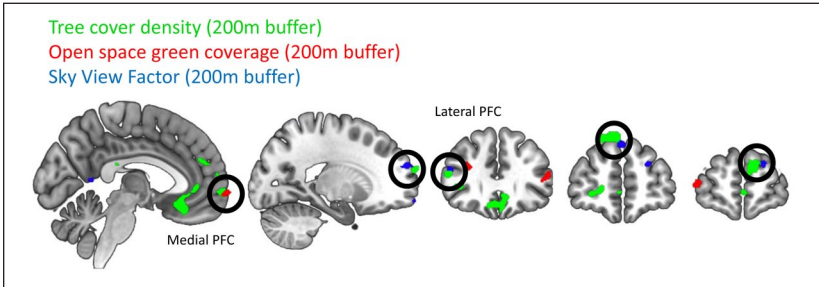 Tree cover density (200m buffer)
Open space green coverage (200m buffer)
Sky View Factor (200m buffer)
Lateral PFC
Medial PFC